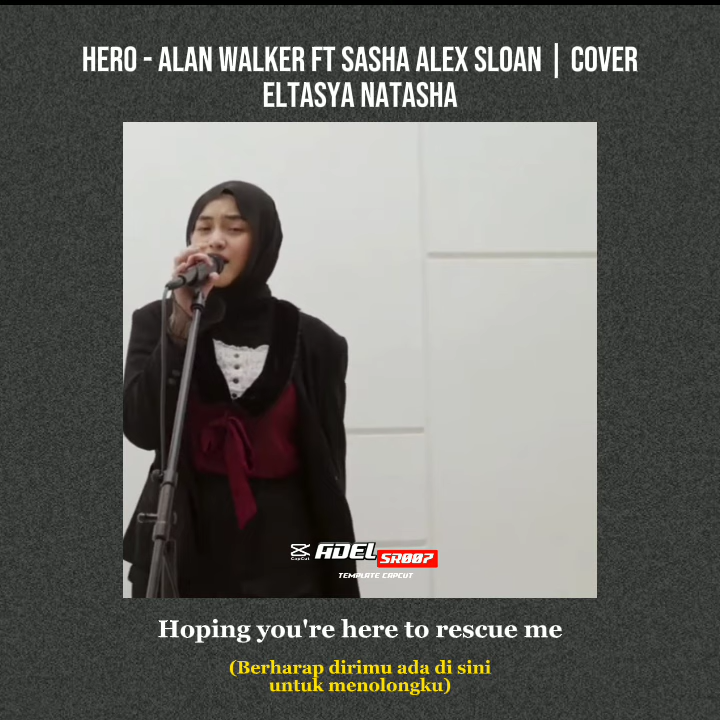 HERO - ALAN WALKER FT SASHA ALEX SLOAN | COVER
ELTASYA NATASHA
CapCut
ADEL
SR007
TEMPLATE CAPCUT
Hoping you're here to rescue me
(Berharap dirimu ada di sini
untuk menolongku)